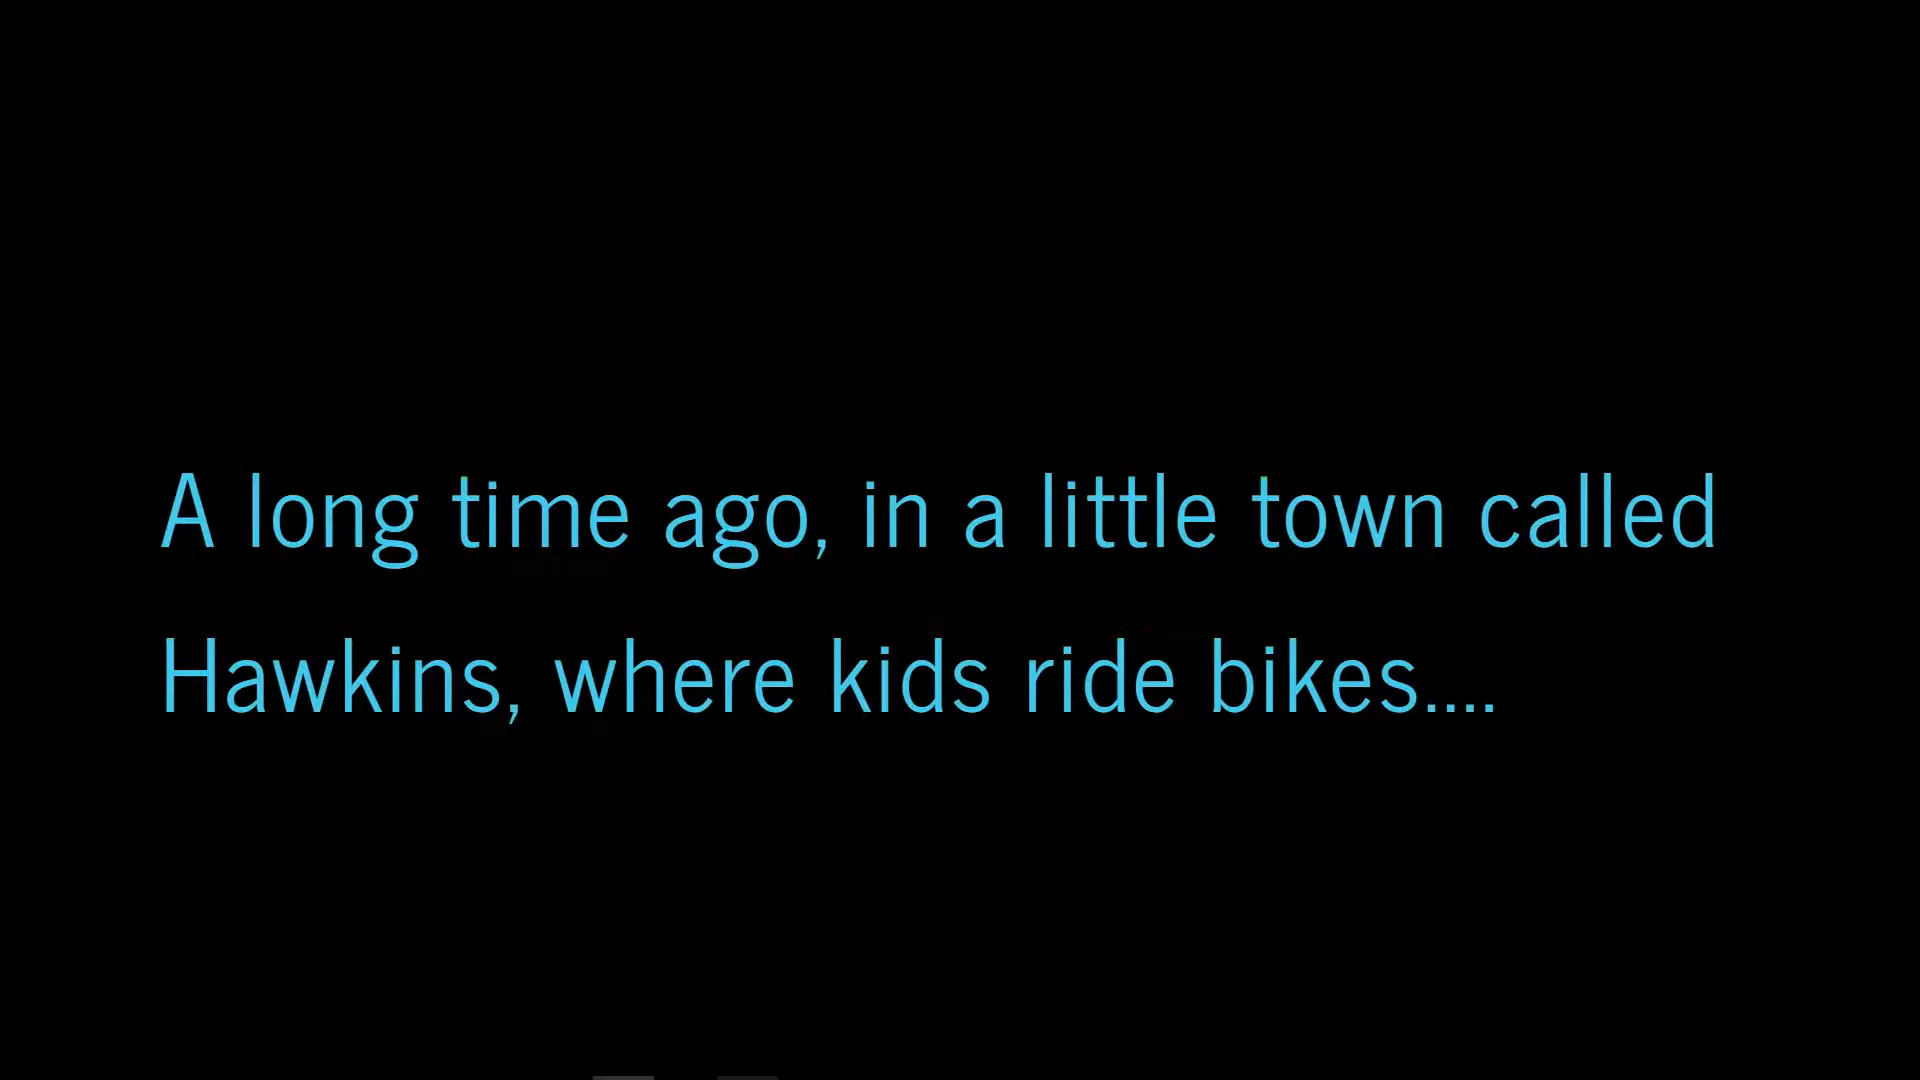 A long time ago, in a little town called
Hawkins, where kids ride bikes....